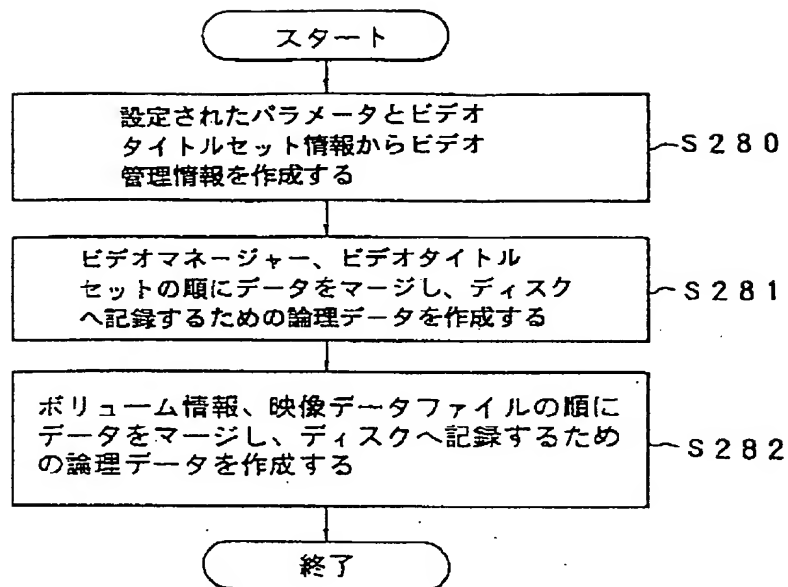 スタート
設定されたパラメータとビデオ
タイトルセット情報からビデオ
管理情報を作成する
S280
ビデオマネージャー、ビデオタイトル
セットの順にデータをマージし、ディスク
へ記録するための論理データを作成する
S281
ボリューム情報、映像データファイルの順に
データをマージし、ディスクへ記録するため
の論理データを作成する
S282
終了